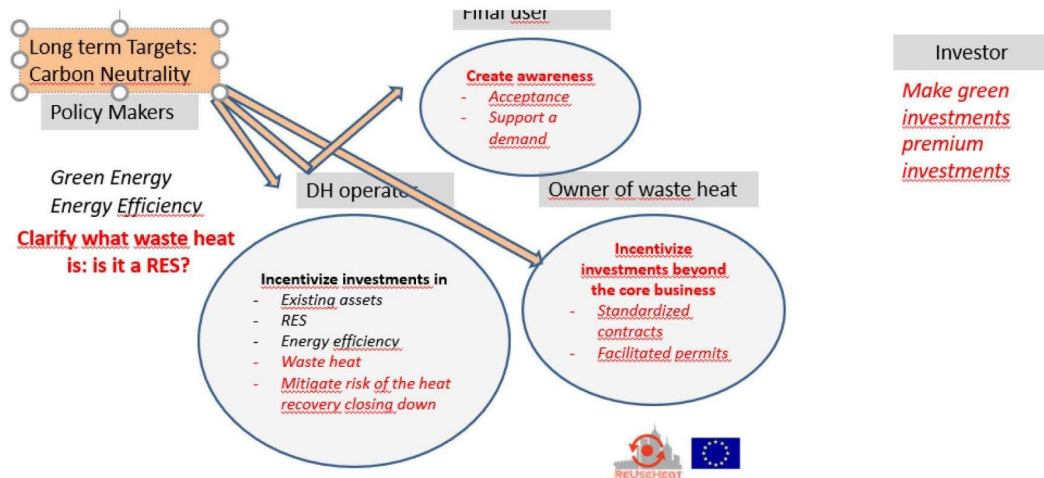 Final user
Long term Targets:
Carbon Neutrality
Policy Makers
Create awareness
- Acceptance
- Support a
demand
Investor
Make green
investments
premium
investments
Green Energy
Energy Efficiency
Clarify what waste heat
is: is it a RES?
DH operator
Incentivize investments in
- Existing assets
- RES
- Energy efficiency
- Waste heat
- Mitigate risk of the heat
recovery closing down
Owner of waste heat
Incentivize
investments beyond
the core business
- Standardized
contracts
- Facilitated permits
REUSEHEAT